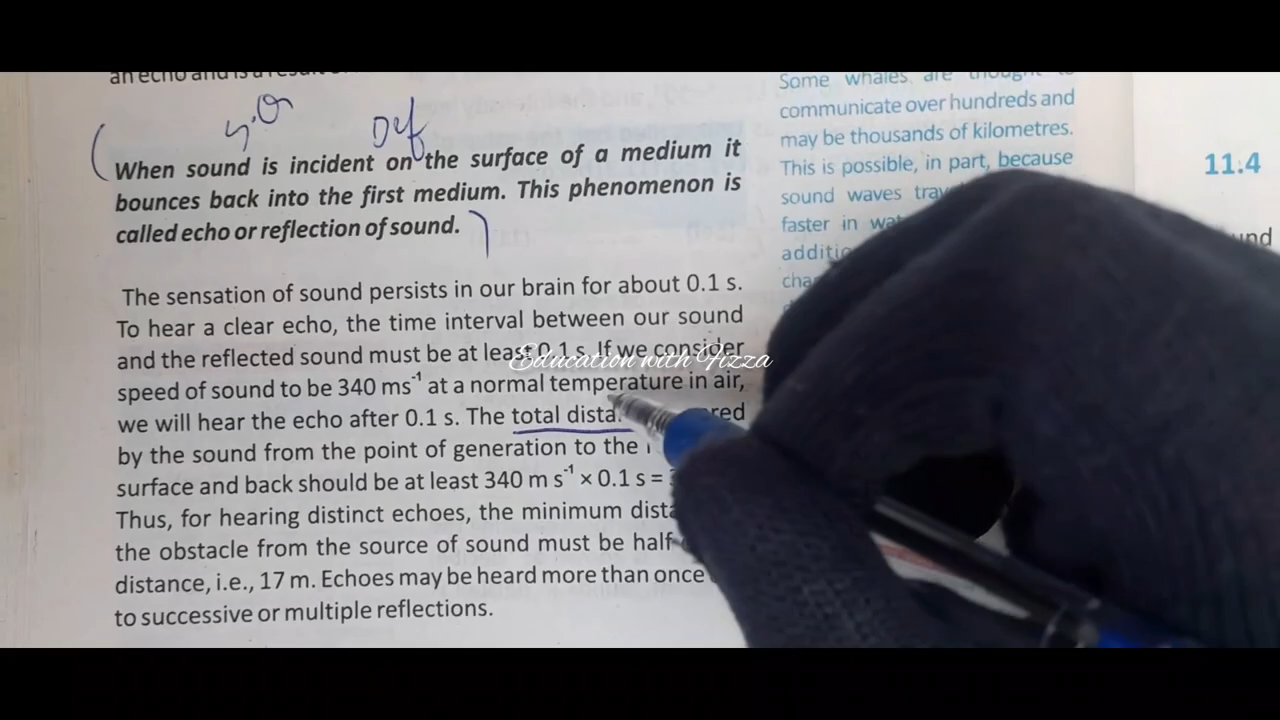 an echo and is a
S.Q
Def
When sound is incident on the surface of a medium it
bounces back into the first medium. This phenomenon is
called echo or reflection of sound.
The sensation of sound persists in our brain for about 0.1 s.
To hear a clear echo, the time interval between our sound
and the reflected sound must be at least 0.1 s. If we consider
speed of sound to be 340 ms⁻¹ at a normal temperature in air,
we will hear the echo after 0.1 s. The total
by the sound from the point of generation to the
surface and back should be at least 340 m s⁻¹ × 0.1 s =
Thus, for hearing distinct echoes, the minimum
the obstacle from the source of sound must be half
distance, i.e., 17 m. Echoes may be heard more than once
to successive or multiple reflections.
Education with Fizza
Some whales are thought to
communicate over hundreds and
may be thousands of kilometres.
This is possible, in part, because
sound waves
faster in
11.4